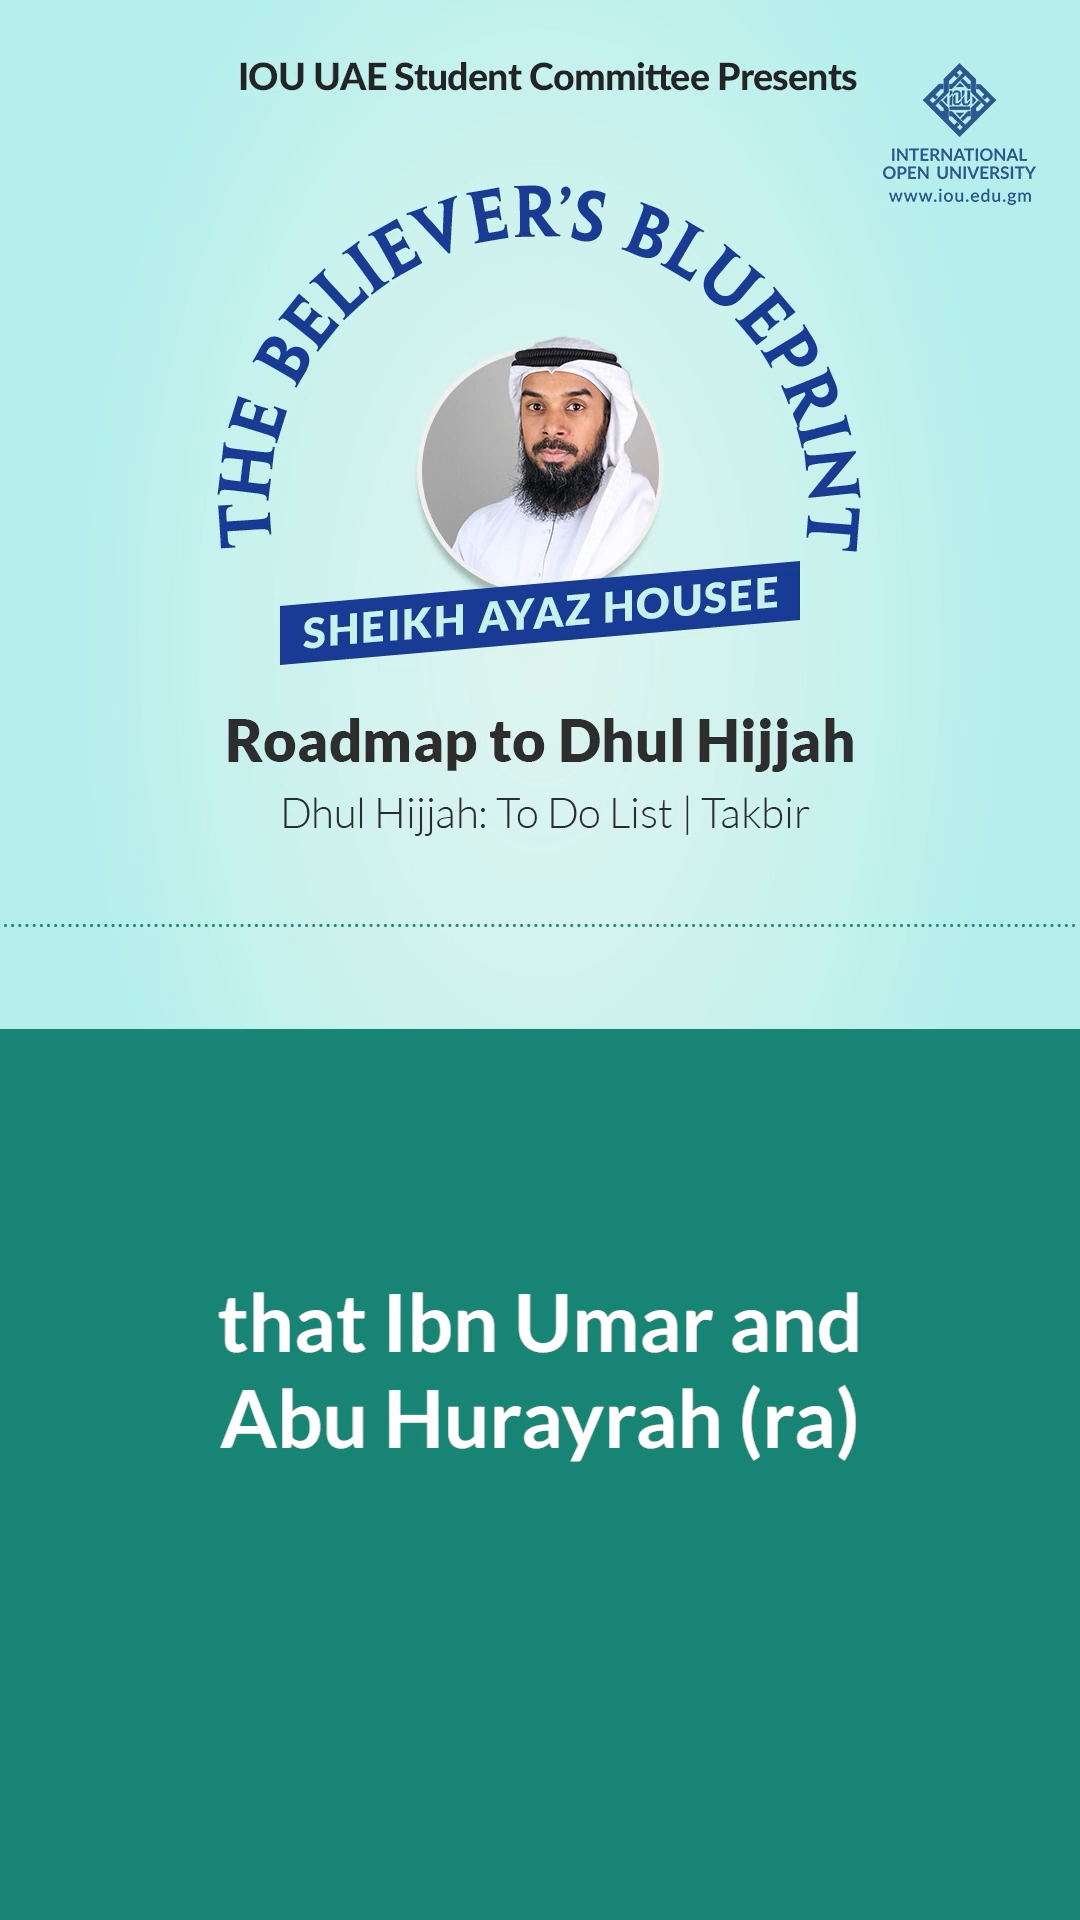 IOU UAE Student Committee Presents
INTERNATIONAL
OPEN UNIVERSITY
www.iou.edu.gm
THE BELIEVER'S BLUEPRINT
SHEIKH AYAZ HOUSEE
Roadmap to Dhul Hijjah
Dhul Hijjah: To Do List | Takbir
that Ibn Umar and
Abu Hurayrah (ra)